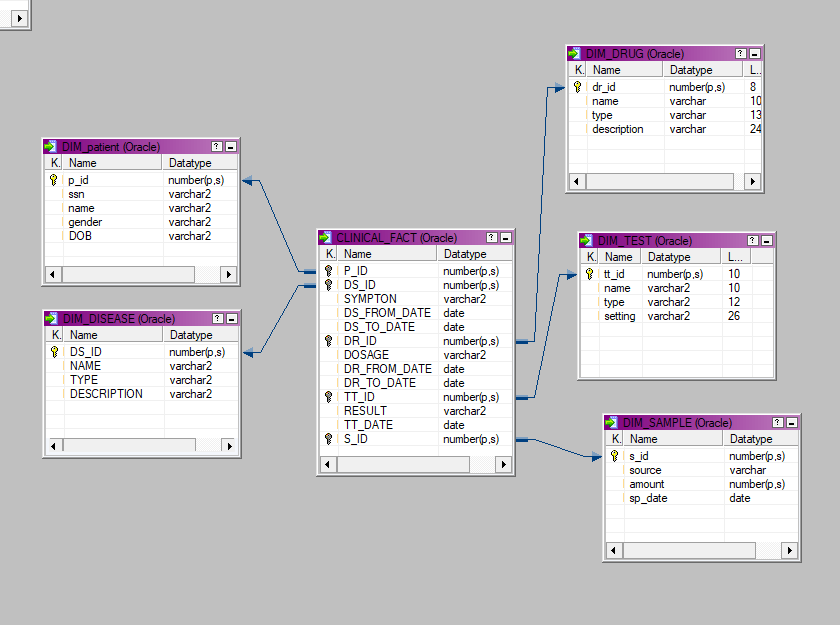 DIM_patient (Oracle) ?
K. Name Datatype
p_id number(p,s)
ssn varchar2
name varchar2
gender varchar2
DOB varchar2
DIM_DISEASE (Oracle) ?
K. Name Datatype
DS_ID number(p,s)
NAME varchar2
TYPE varchar2
DESCRIPTION varchar2
CLINICAL_FACT (Oracle) ?
K. Name Datatype
P_ID number(p,s)
DS_ID number(p,s)
SYMPTON varchar2
DS_FROM_DATE date
DS_TO_DATE date
DR_ID number(p,s)
DOSAGE varchar2
DR_FROM_DATE date
DR_TO_DATE date
TT_ID number(p,s)
RESULT varchar2
TT_DATE date
S_ID number(p,s)
DIM_DRUG (Oracle) ?
K. Name Datatype L..
dr_id number(p,s) 8
name varchar 10
type varchar 13
description varchar 24
DIM_TEST (Oracle) ?
K. Name Datatype L...
tt_id number(p,s) 10
name varchar2 10
type varchar2 12
setting varchar2 26
DIM_SAMPLE (Oracle) ?
K. Name Datatype
s_id number(p,s)
source varchar
amount number(p,s)
sp_date date